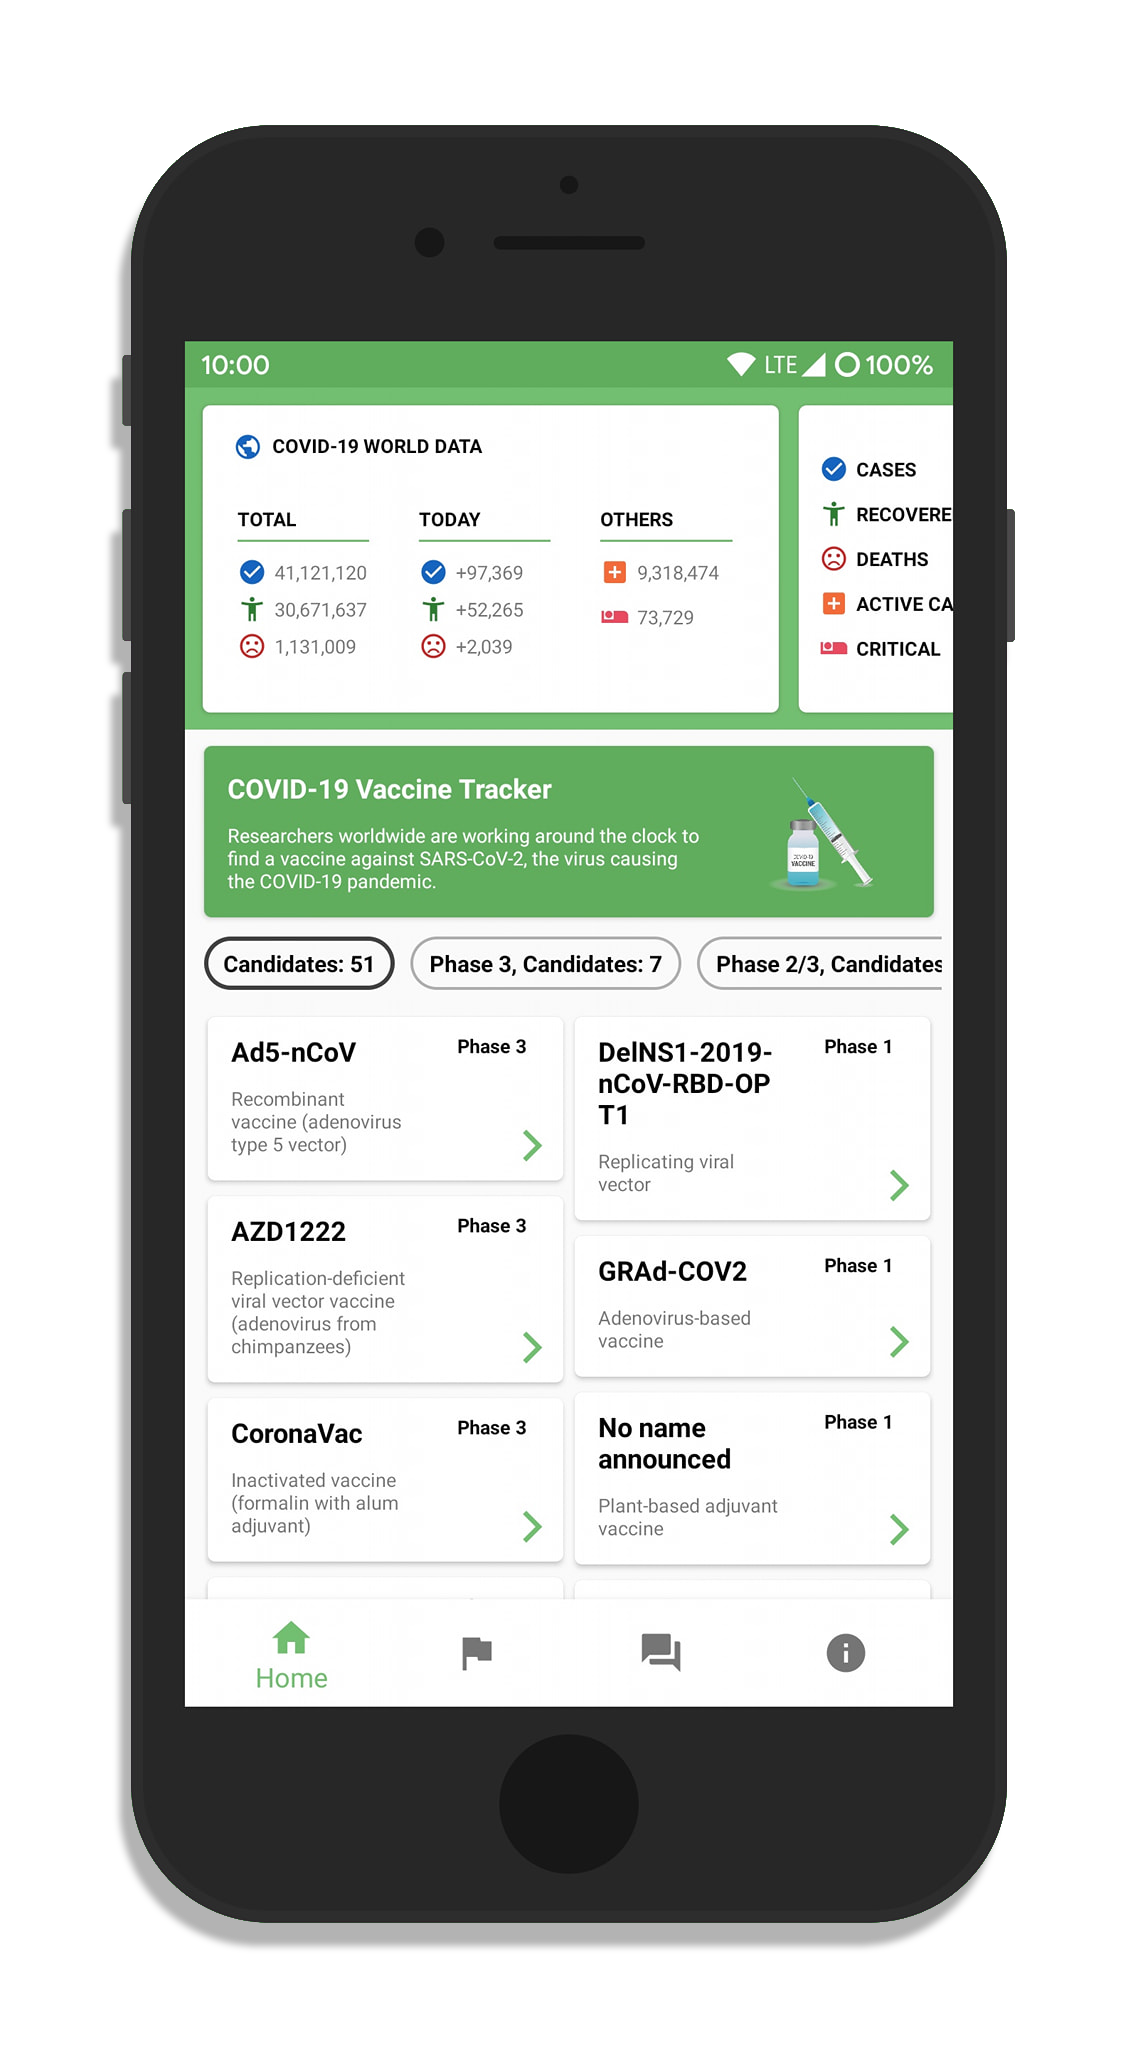 10:00
LTE 100%
COVID-19 WORLD DATA
TOTAL
41,121,120
30,671,637
1,131,009
TODAY
+97,369
+52,265
+2,039
OTHERS
9,318,474
73,729
CASES
RECOVERE
DEATHS
ACTIVE CA
CRITICAL
COVID-19 Vaccine Tracker
Researchers worldwide are working around the clock to
find a vaccine against SARS-CoV-2, the virus causing
the COVID-19 pandemic.
COVID-19
VACCINE
Candidates: 51
Phase 3, Candidates: 7
Phase 2/3, Candidates
Ad5-nCoV
Phase 3
Recombinant
vaccine (adenovirus
type 5 vector)
DelNS1-2019-
nCoV-RBD-OP
T1
Phase 1
Replicating viral
vector
AZD1222
Phase 3
Replication-deficient
viral vector vaccine
(adenovirus from
chimpanzees)
GRAd-COV2
Phase 1
Adenovirus-based
vaccine
CoronaVac
Phase 3
Inactivated vaccine
(formalin with alum
adjuvant)
No name
announced
Phase 1
Plant-based adjuvant
vaccine
Home